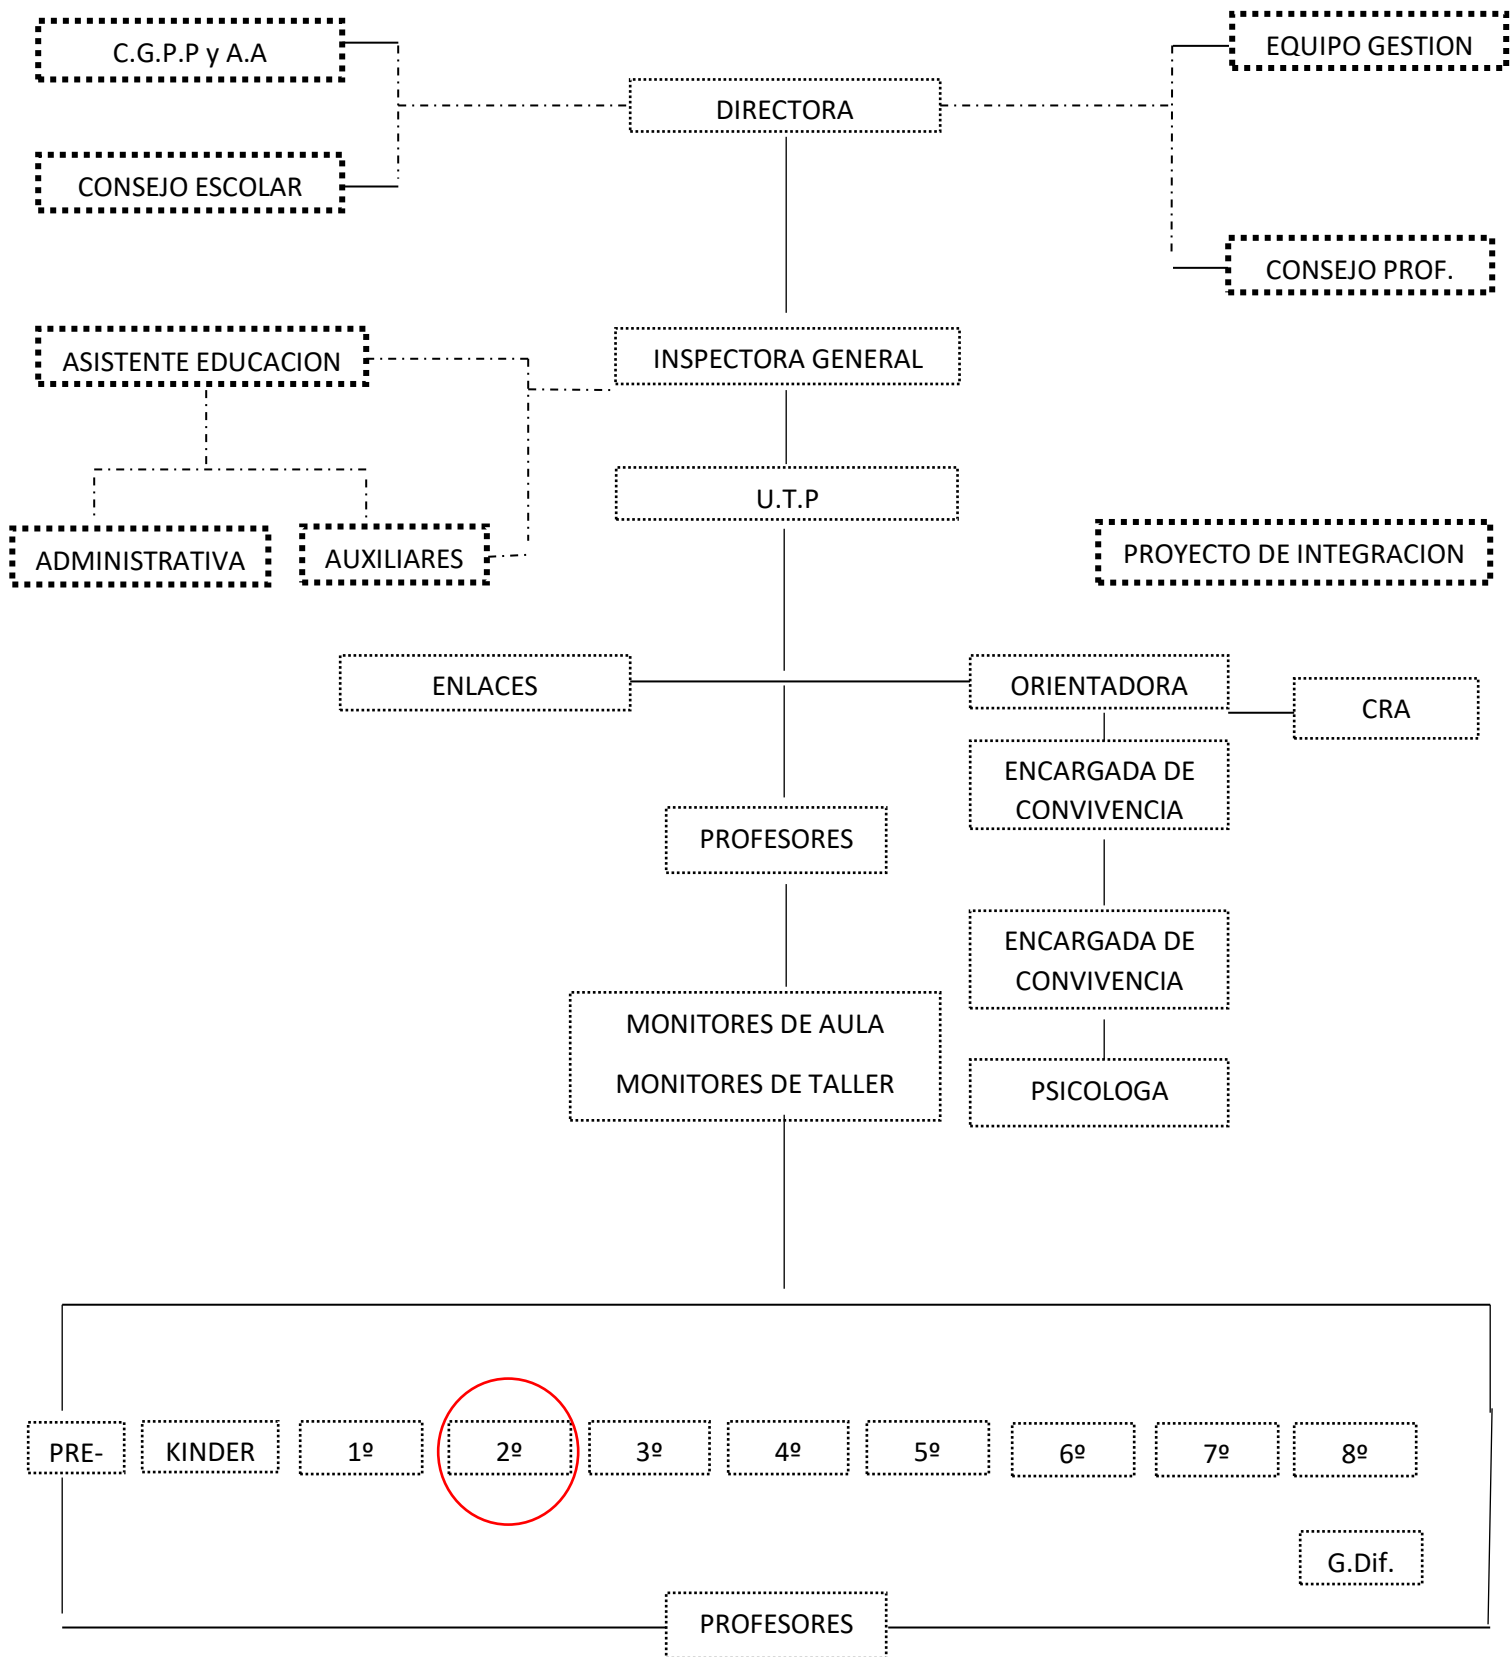 C.G.P.P y A.A
EQUIPO GESTION
DIRECTORA
CONSEJO ESCOLAR
CONSEJO PROF.
ASISTENTE EDUCACION
INSPECTORA GENERAL
U.T.P
ADMINISTRATIVA
AUXILIARES
PROYECTO DE INTEGRACION
ENLACES
ORIENTADORA
CRA
ENCARGADA DE
CONVIVENCIA
PROFESORES
ENCARGADA DE
CONVIVENCIA
MONITORES DE AULA
MONITORES DE TALLER
PSICOLOGA
PRE-
KINDER
1º
2º
3º
4º
5º
6º
7º
8º
G.Dif.
PROFESORES